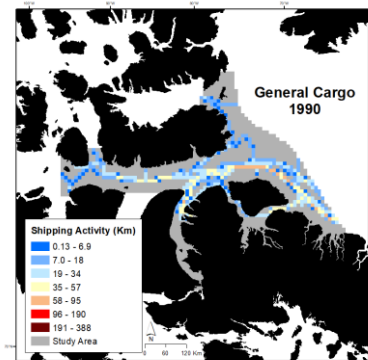 General Cargo
1990
Shipping Activity (Km)
0.13 - 6.9
7.0 - 18
19 - 34
35 - 57
58 - 95
96 - 190
191 - 388
Study Area
N
0 30 60 120 Km